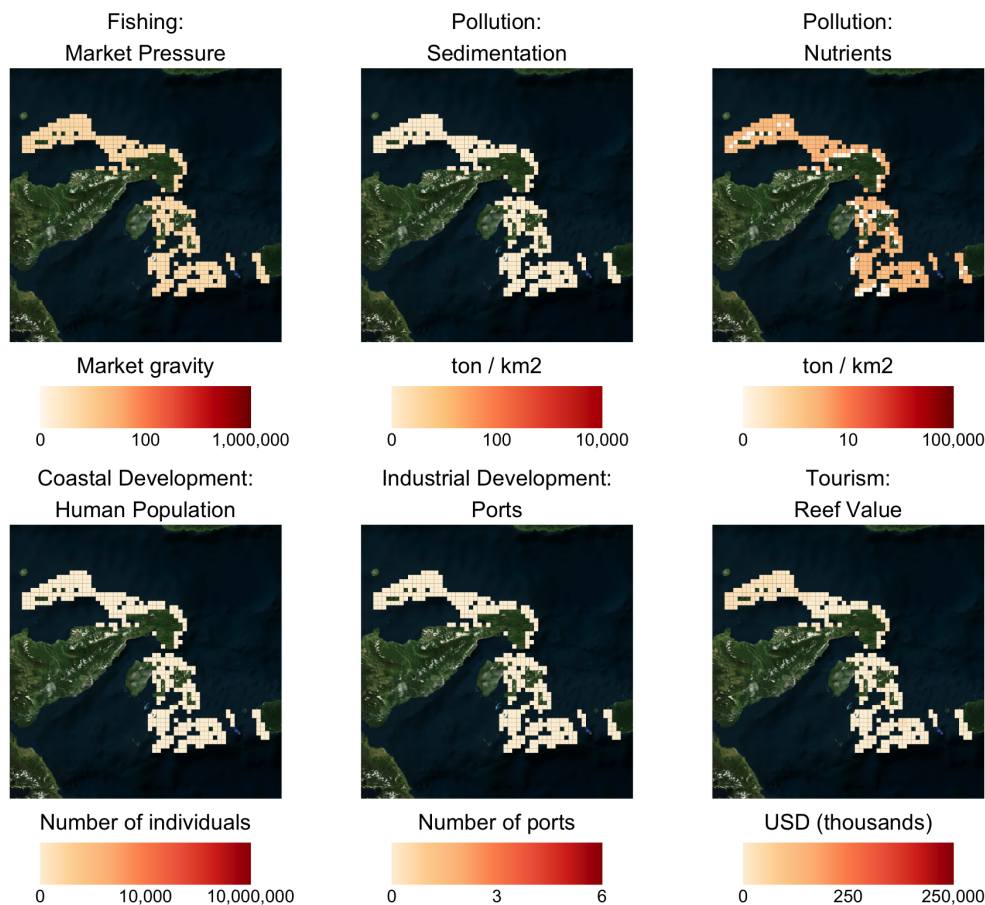 Fishing:
Market Pressure
Pollution:
Sedimentation
Pollution:
Nutrients
Market gravity
0 100 1,000,000
ton / km2
0 100 10,000
ton / km2
0 10 100,000
Coastal Development:
Human Population
Industrial Development:
Ports
Tourism:
Reef Value
Number of individuals
0 10,000 10,000,000
Number of ports
0 3 6
USD (thousands)
0 250 250,000